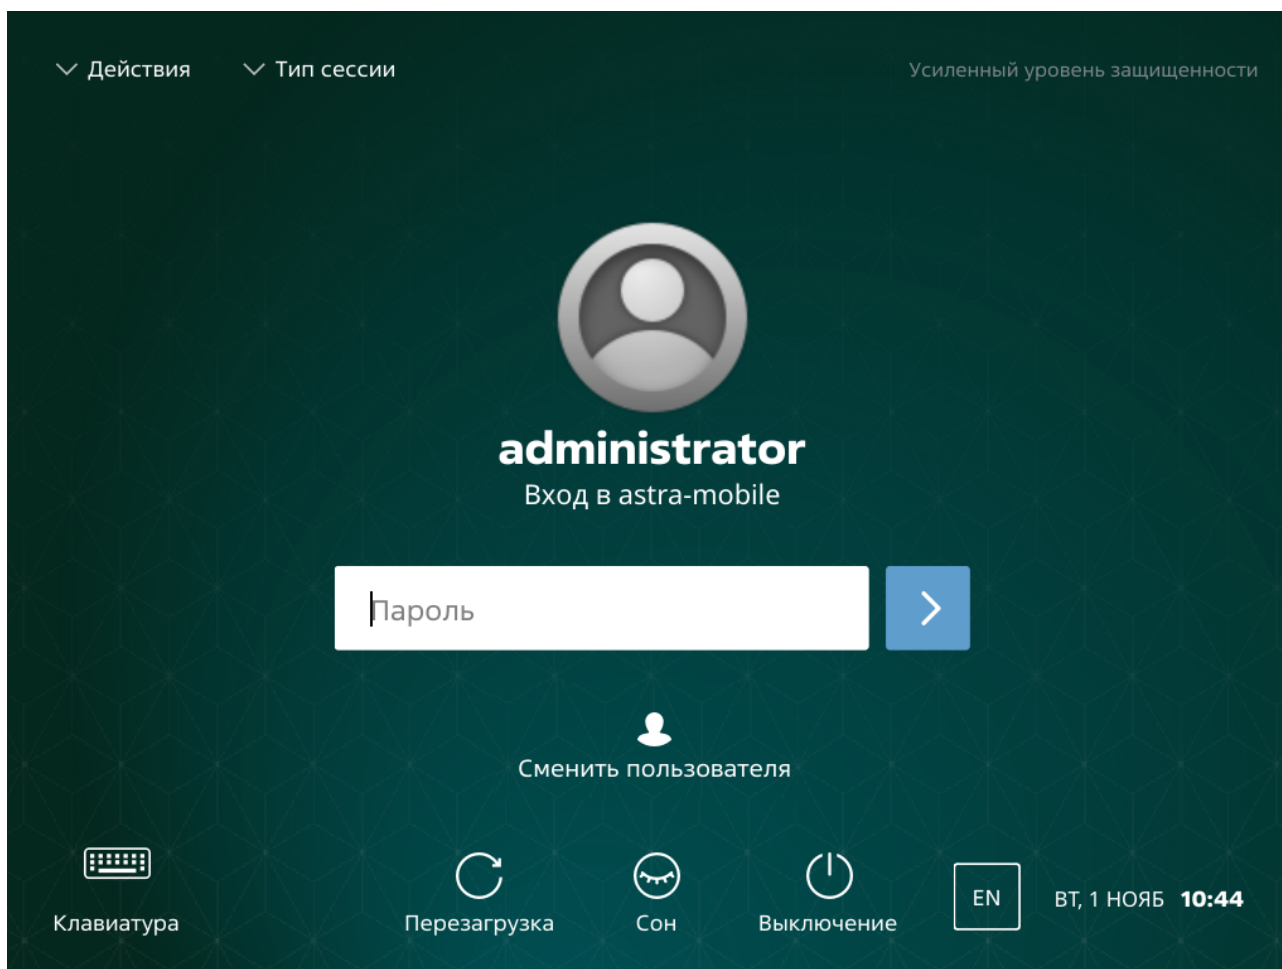 Действия Тип сессии Усиленный уровень защищенности
administrator
Вход в astra-mobile
Пароль
Сменить пользователя
EN ВТ, 1 НОЯБ 10:44
Клавиатура Перезагрузка Сон Выключение